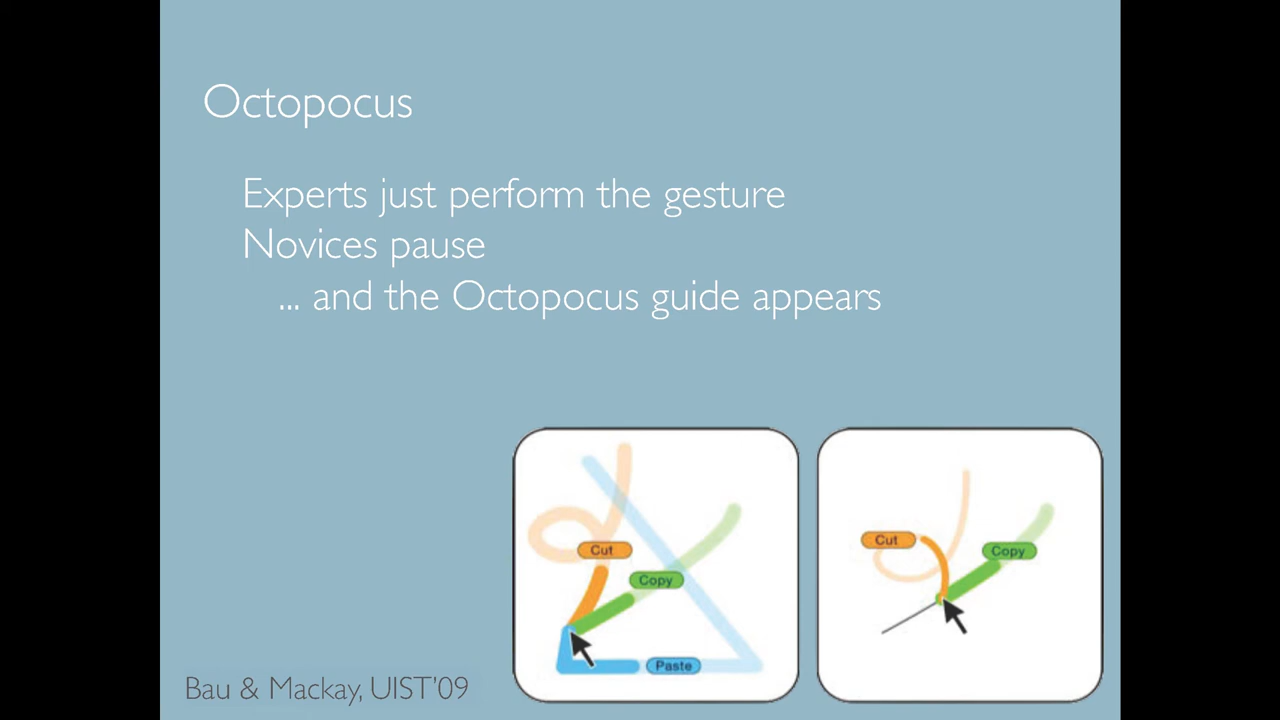 Octopocus
Experts just perform the gesture
Novices pause
... and the Octopocus guide appears
Cut
Copy
Paste
Cut
Copy
Bau & Mackay, UIST'09